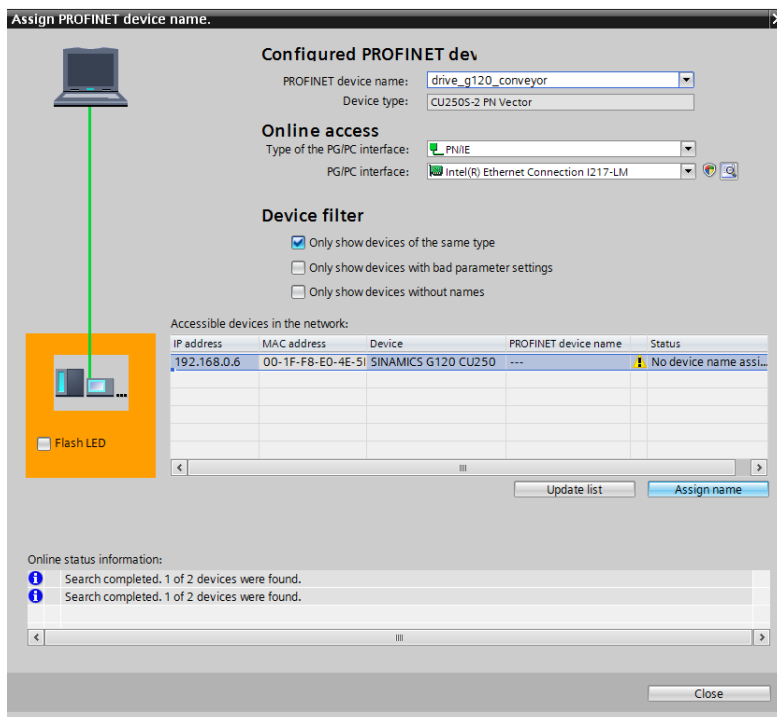 Assign PROFINET device name.
Configured PROFINET dev
PROFINET device name: drive_g120_conveyor
Device type: CU250S-2 PN Vector
Online access
Type of the PG/PC interface: PN/IE
PG/PC interface: Intel(R) Ethernet Connection I217-LM
Device filter
Only show devices of the same type
Only show devices with bad parameter settings
Only show devices without names
Accessible devices in the network:
IP address MAC address Device PROFINET device name Status
192.168.0.6 00-1F-F8-E0-4E-5 SINAMICS G120 CU250 --- No device name assi...
Flash LED
Update list Assign name
Online status information:
Search completed. 1 of 2 devices were found.
Search completed. 1 of 2 devices were found.
Close